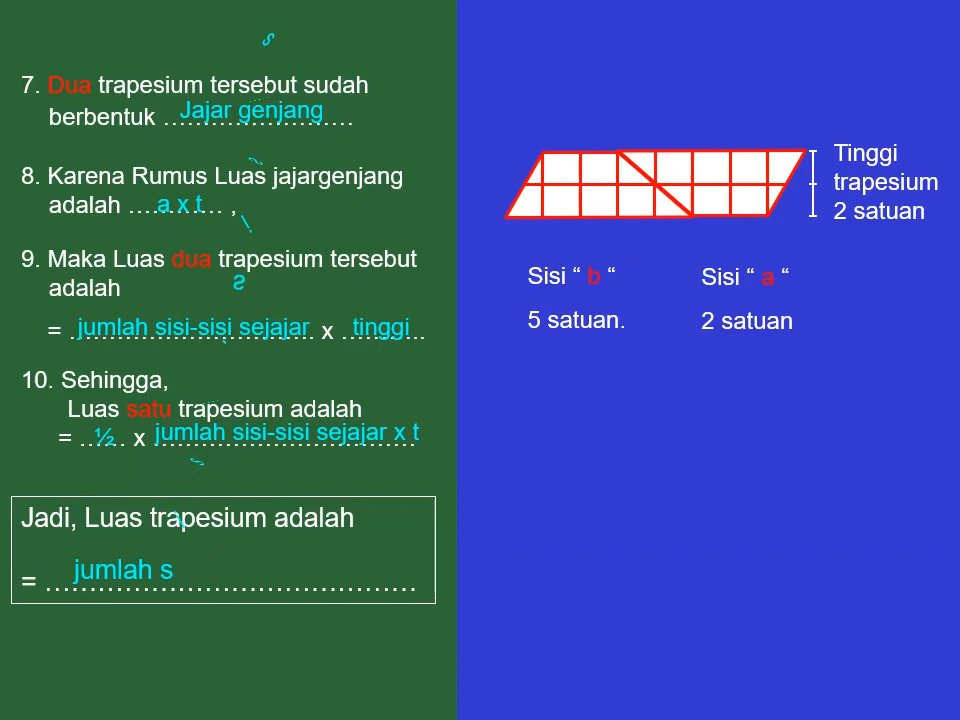 7. Dua trapesium tersebut sudah
berbentuk ........................
Jajar genjang
8. Karena Rumus Luas jajargenjang
adalah ............ ,
a x t
9. Maka Luas dua trapesium tersebut
adalah
= ............................... x ...........
jumlah sisi-sisi sejajar tinggi
10. Sehingga,
Luas satu trapesium adalah
= ...... x .................................
½ jumlah sisi-sisi sejajar x t
Jadi, Luas trapesium adalah
= ..........................................
jumlah s
Tinggi
trapesium
2 satuan
Sisi “ b “
5 satuan.
Sisi “ a “
2 satuan